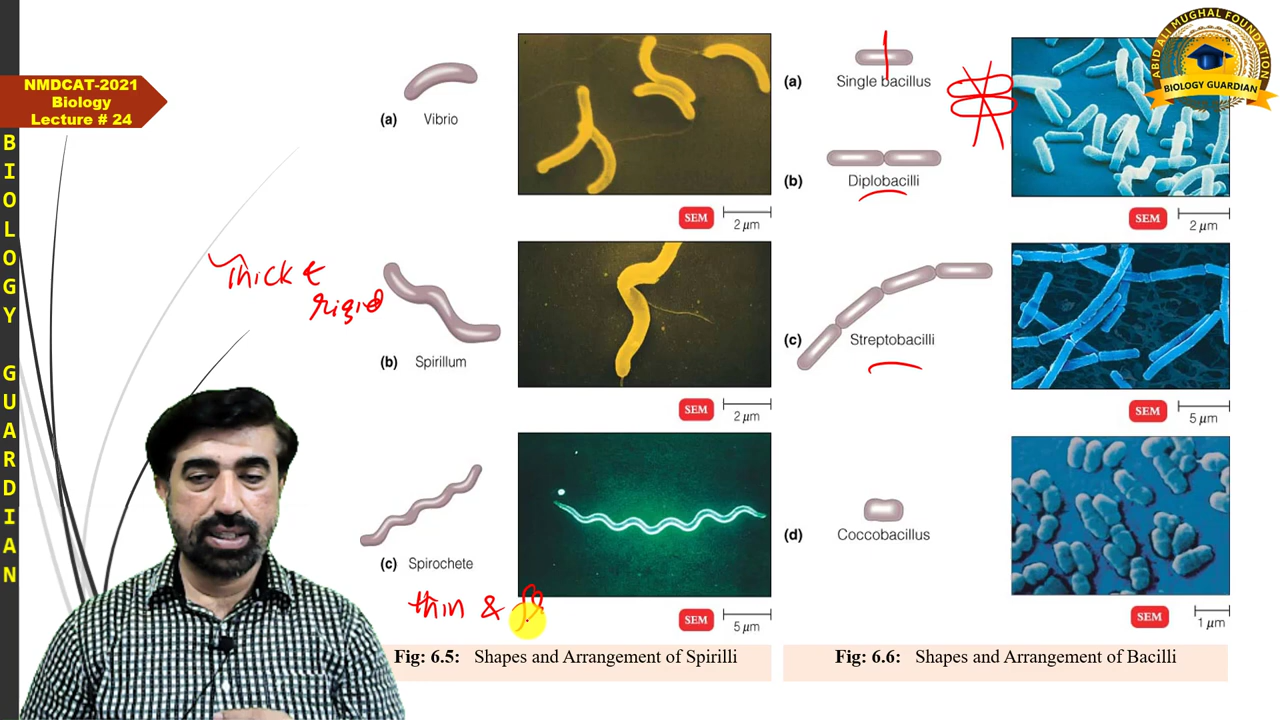 NMDCAT-2021
Biology
Lecture # 24
BIOLOGY GUARDIAN
ABID ALI MUGHAL FOUNDATION
BIOLOGY GUARDIAN
(a) Vibrio
SEM 2 μm
Thick &
rigid
(b) Spirillum
SEM 2 μm
(c) Spirochete
thin &
SEM 5 μm
Fig: 6.5: Shapes and Arrangement of Spirilli
(a) Single bacillus
(b) Diplobacilli
SEM 2 μm
(c) Streptobacilli
SEM 5 μm
(d) Coccobacillus
SEM 1 μm
Fig: 6.6: Shapes and Arrangement of Bacilli